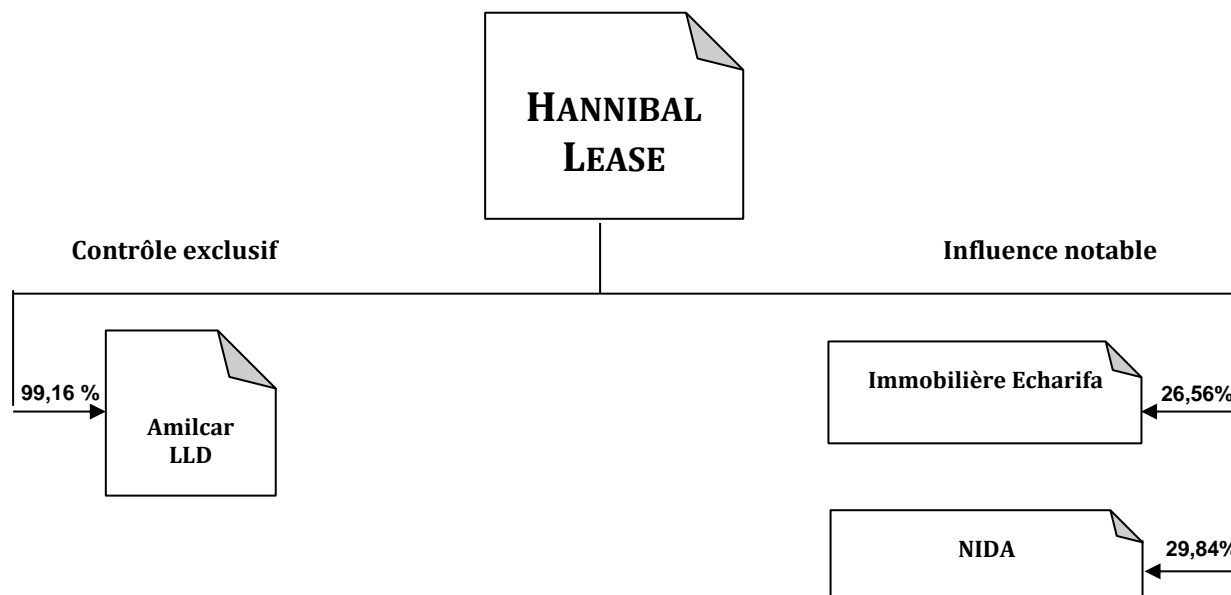 HANNIBAL
LEASE
Contrôle exclusif
Influence notable
99,16 %
Amilcar
LLD
Immobilière Echarifa
26,56%
NIDA
29,84%